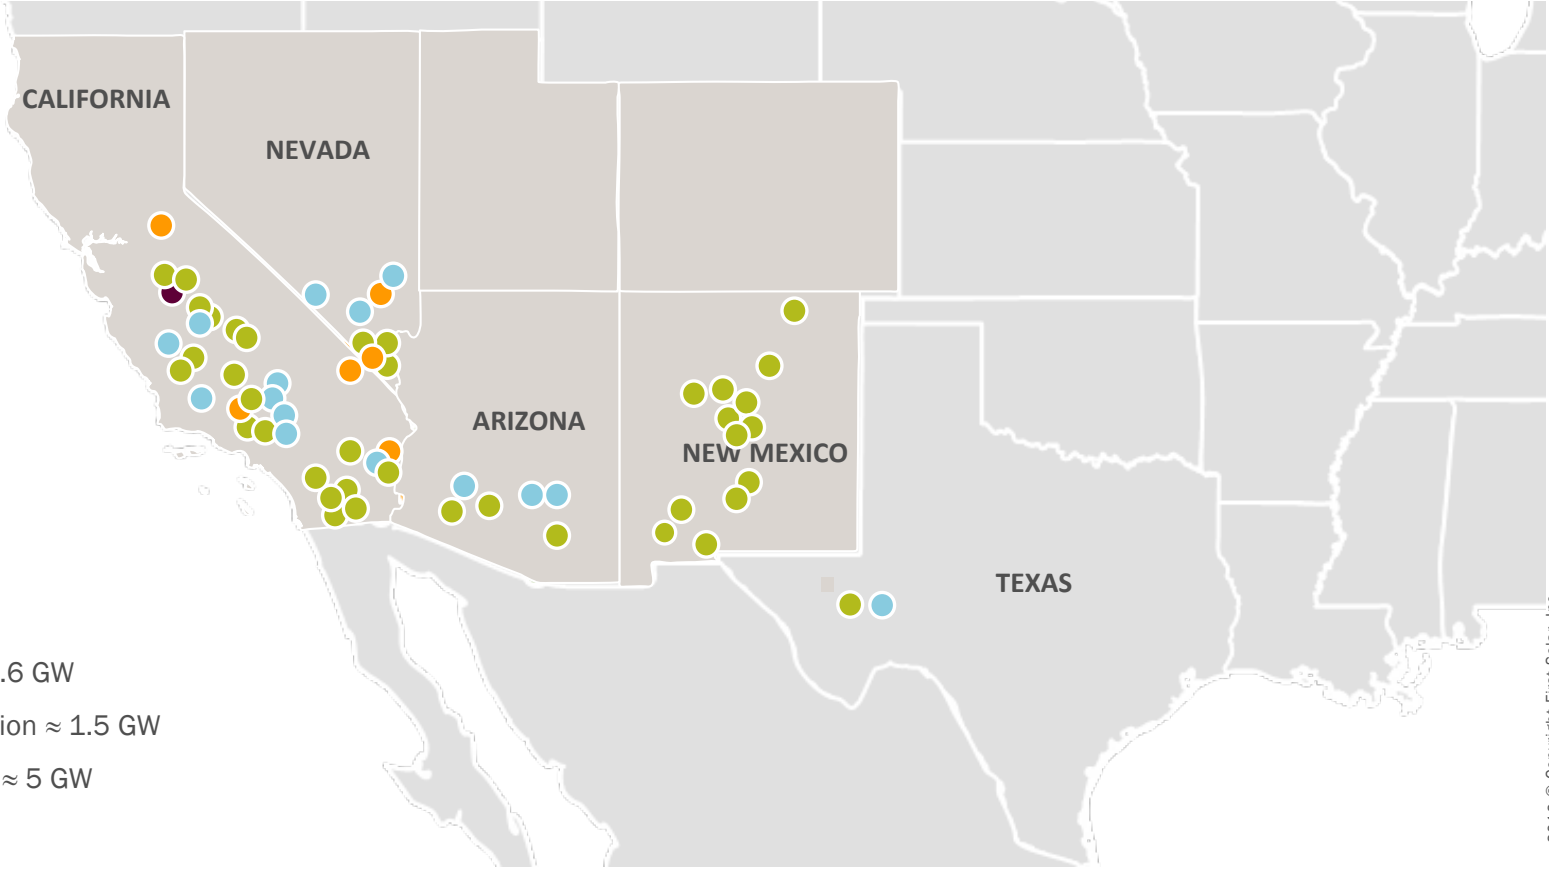 CALIFORNIA
NEVADA
ARIZONA
NEW MEXICO
TEXAS
.6 GW
ion ≈ 1.5 GW
≈ 5 GW